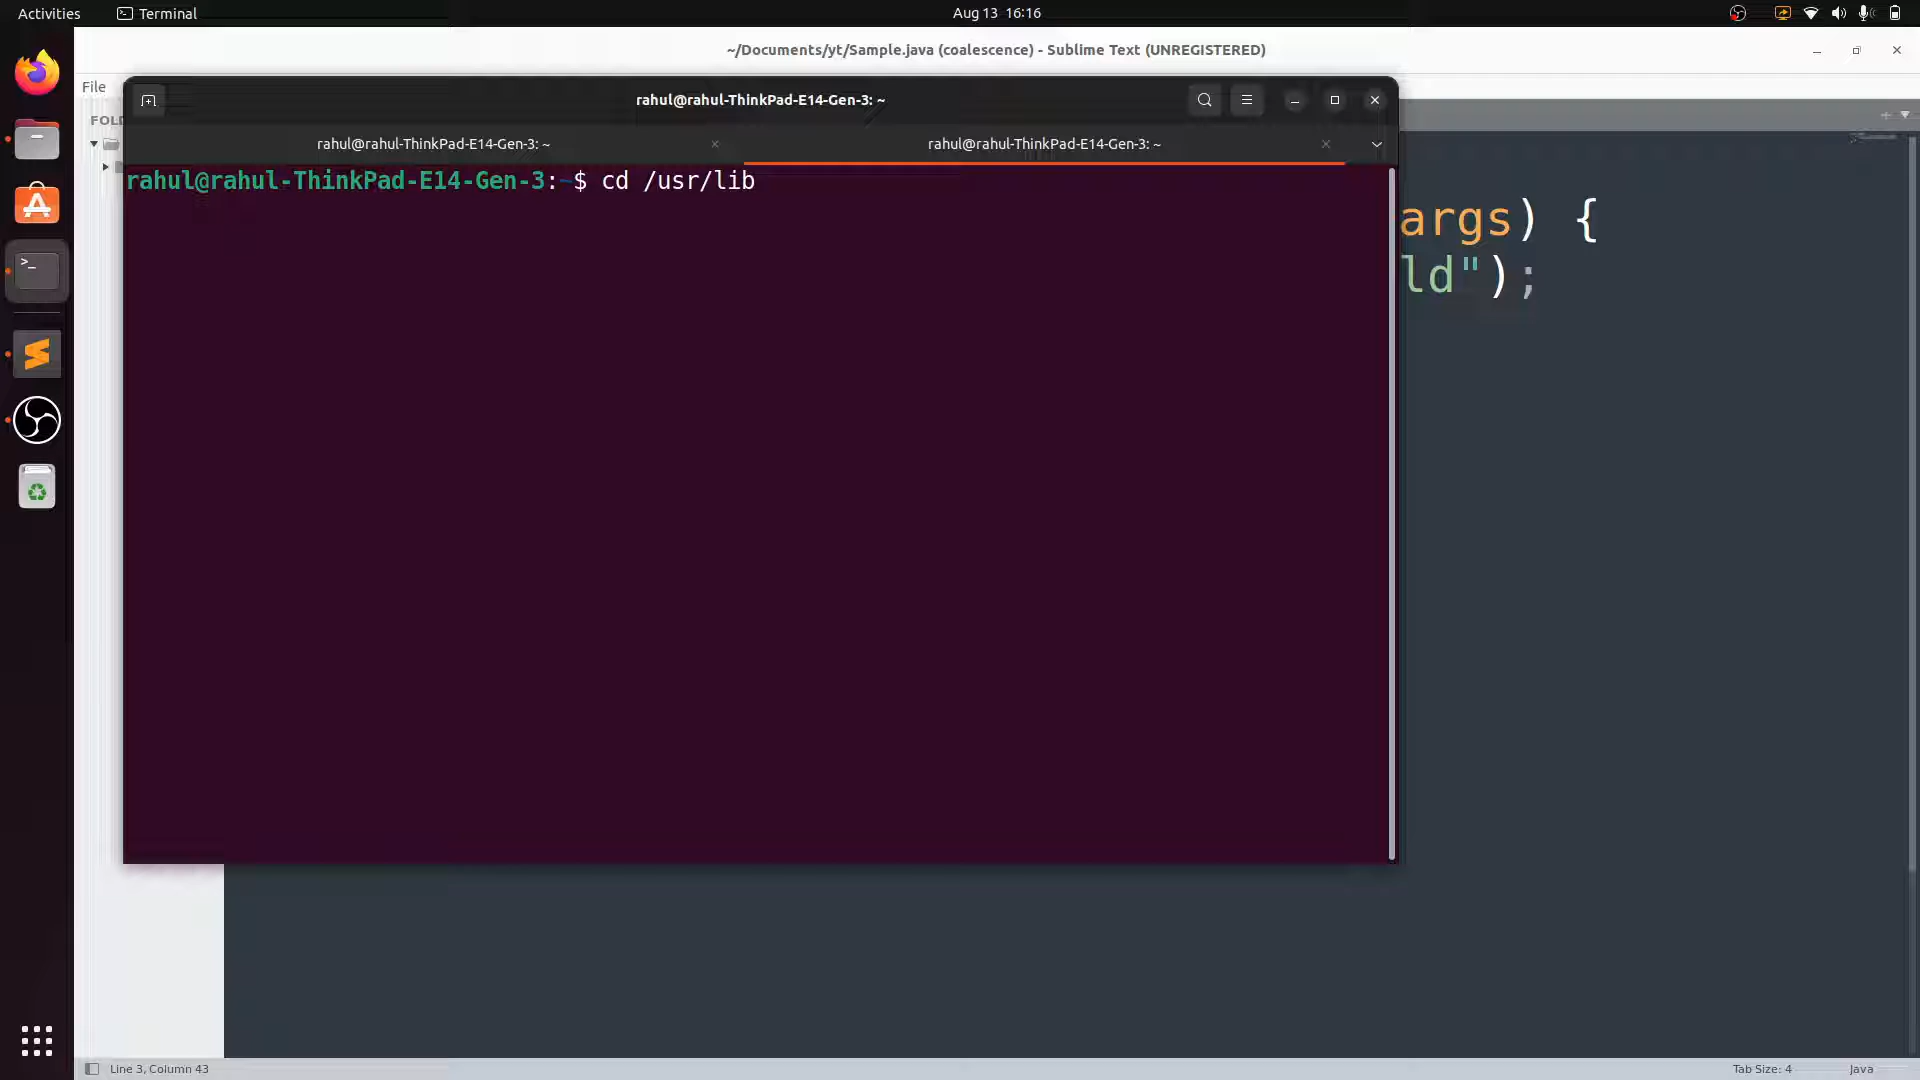 Activities
Terminal
Aug 13 16:16
~/Documents/yt/Sample.java (coalescence) - Sublime Text (UNREGISTERED)
File
rahul@rahul-ThinkPad-E14-Gen-3: ~
rahul@rahul-ThinkPad-E14-Gen-3: ~
rahul@rahul-ThinkPad-E14-Gen-3: ~
rahul@rahul-ThinkPad-E14-Gen-3:~$ cd /usr/lib
args) {
ld");
Line 3, Column 43
Tab Size: 4
Java